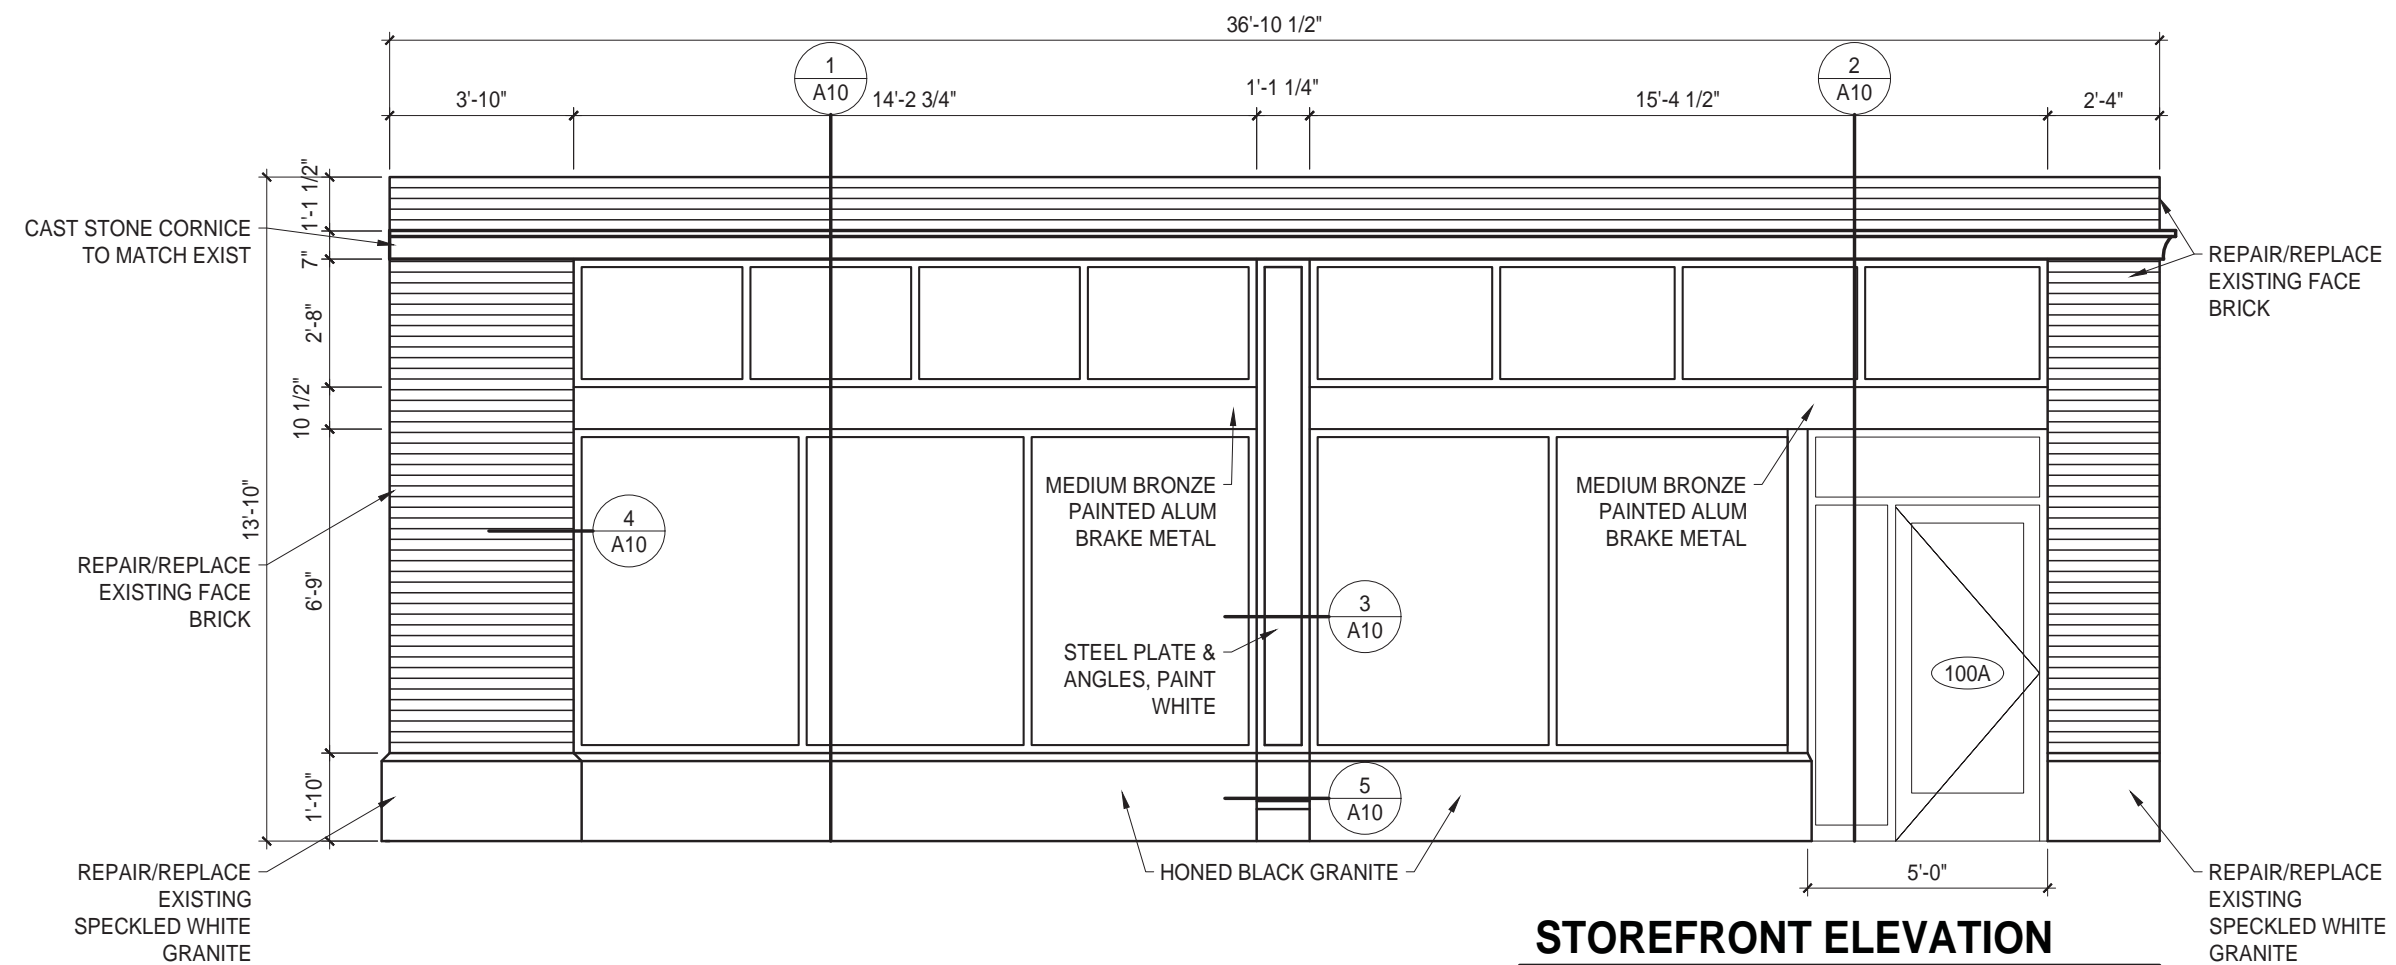 36'-10 1/2"
1
A10
2
A10
3'-10"
14'-2 3/4"
1'-1 1/4"
15'-4 1/2"
2'-4"
1'-1 1/2"
7"
2'-8"
10 1/2"
6'-9"
1'-10"
13'-10"
CAST STONE CORNICE
TO MATCH EXIST
REPAIR/REPLACE
EXISTING FACE
BRICK
MEDIUM BRONZE
PAINTED ALUM
BRAKE METAL
MEDIUM BRONZE
PAINTED ALUM
BRAKE METAL
4
A10
REPAIR/REPLACE
EXISTING FACE
BRICK
3
A10
STEEL PLATE &
ANGLES, PAINT
WHITE
100A
5
A10
REPAIR/REPLACE
EXISTING
SPECKLED WHITE
GRANITE
HONED BLACK GRANITE
5'-0"
REPAIR/REPLACE
EXISTING
SPECKLED WHITE
GRANITE
STOREFRONT ELEVATION